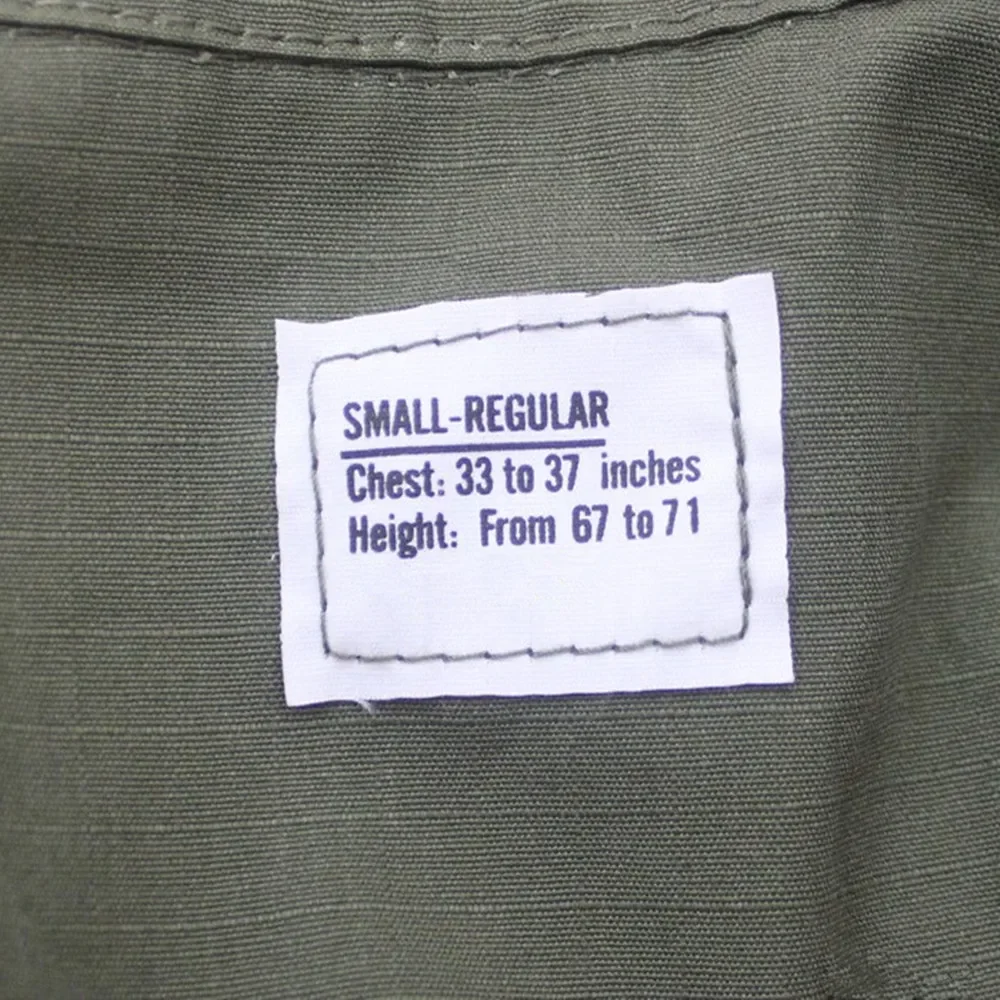 SMALL-REGULAR
Chest: 33 to 37 inches
Height: From 67 to 71